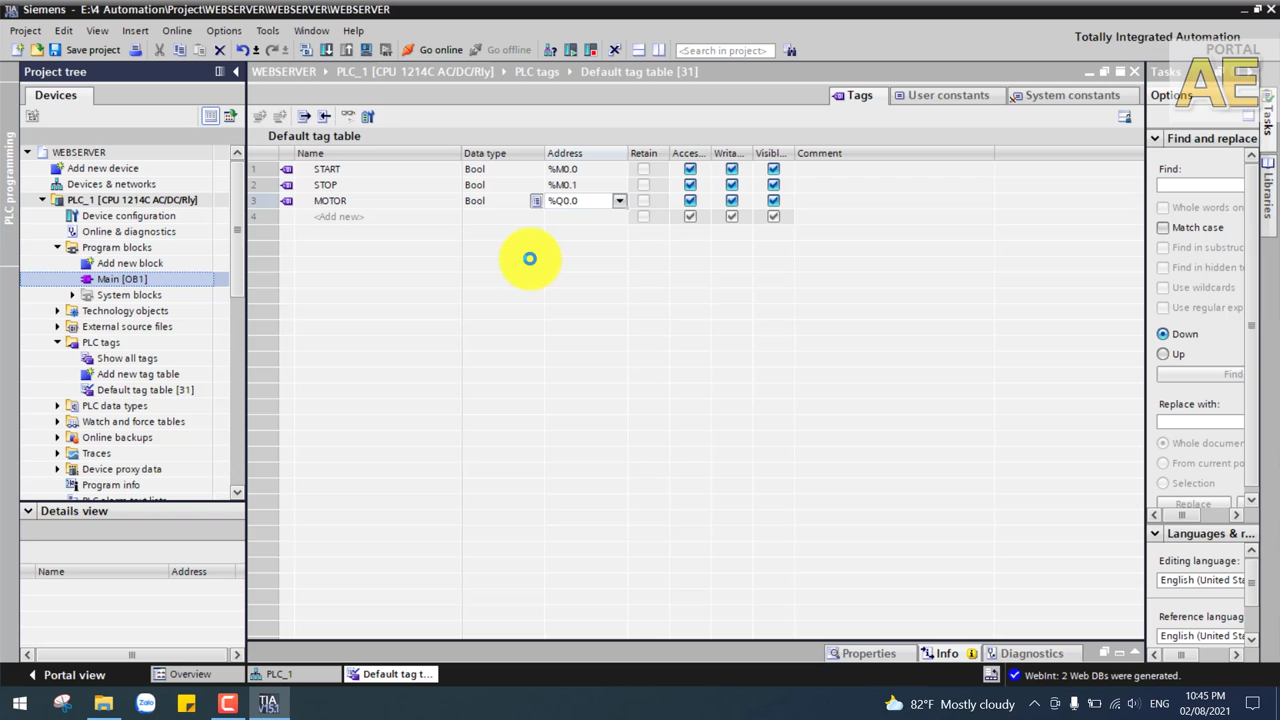 Siemens - E:\4 Automation\Project\WEBSERVER\WEBSERVER\WEBSERVER
Project Edit View Insert Online Options Tools Window Help
Totally Integrated Automation
PORTAL
Save project Go online Go offline <Search in project>
AE
Project tree
WEBSERVER PLC_1 [CPU 1214C AC/DC/Rly] PLC tags Default tag table [31]
Tasks
Devices
Tags User constants System constants
Options
Default tag table
Find and replace
Name Data type Address Retain Acces... Writa... Visibl... Comment
1 START Bool %M0.0
2 STOP Bool %M0.1
3 MOTOR Bool %Q0.0
4 <Add new>
WEBSERVER
Add new device
Devices & networks
PLC_1 [CPU 1214C AC/DC/Rly]
Device configuration
Online & diagnostics
Program blocks
Add new block
Main [OB1]
System blocks
Technology objects
External source files
PLC tags
Show all tags
Add new tag table
Default tag table [31]
PLC data types
Watch and force tables
Online backups
Traces
Device proxy data
Program info
PLC alarm text lists
Details view
Name Address
PLC programming
Find:
Whole words on
Match case
Find in substruc
Find in hidden t
Use wildcards
Use regular exp
Down
Up
Find
Replace with:
Whole documen
From current po
Selection
Replace
Languages & r...
Editing language:
English (United Sta
Reference languag
English (United Sta
Tasks
Libraries
Properties Info Diagnostics
Portal view Overview PLC_1 Default tag t...
WebInt: 2 Web DBs were generated.
Zalo
TIA V15.1
82°F Mostly cloudy
ENG
10:45 PM
02/08/2021